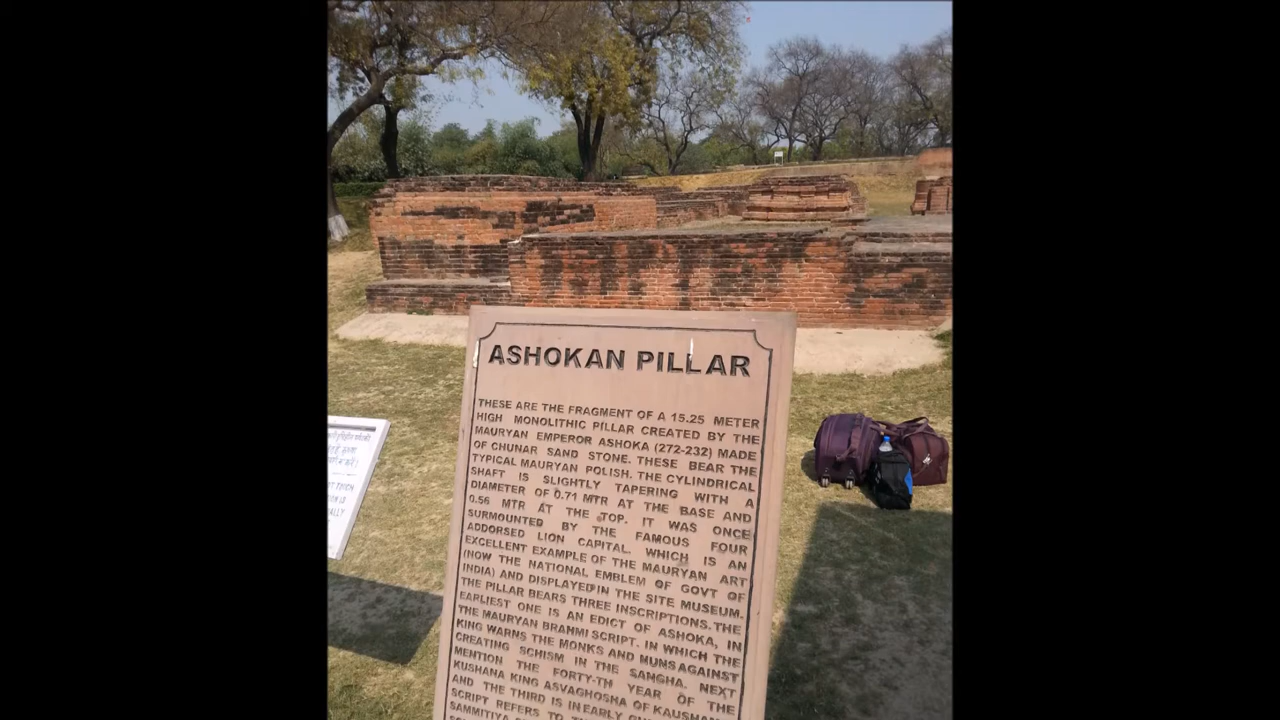 ASHOKAN PILLAR
THESE ARE THE FRAGMENT OF A 15.25 METER
HIGH MONOLITHIC PILLAR CREATED BY THE
MAURYAN EMPEROR ASHOKA (272-232) MADE
OF CHUNAR SAND STONE. THESE BEAR THE
TYPICAL MAURYAN POLISH. THE CYLINDRICAL
SHAFT IS SLIGHTLY TAPERING WITH A
DIAMETER OF 0.71 MTR AT THE BASE AND
0.56 MTR AT THE TOP. IT WAS ONCE
SURMOUNTED BY THE FAMOUS FOUR
ADDORSED LION CAPITAL. WHICH IS AN
EXCELLENT EXAMPLE OF THE MAURYAN ART
(NOW THE NATIONAL EMBLEM OF GOVT OF
INDIA) AND DISPLAYED IN THE SITE MUSEUM.
THE PILLAR BEARS THREE INSCRIPTIONS. THE
EARLIEST ONE IS AN EDICT OF ASHOKA, IN
THE MAURYAN BRAHMI SCRIPT. IN WHICH THE
KING WARNS THE MONKS AND MUNS AGAINST
CREATING SCHISM IN THE SANGHA. NEXT
MENTION THE FORTY-TH YEAR OF THE
KUSHANA KING ASVAGHOSHA OF
AND THE THIRD IS IN EARLY
SCRIPT REFERS TO
SAMMITIYA